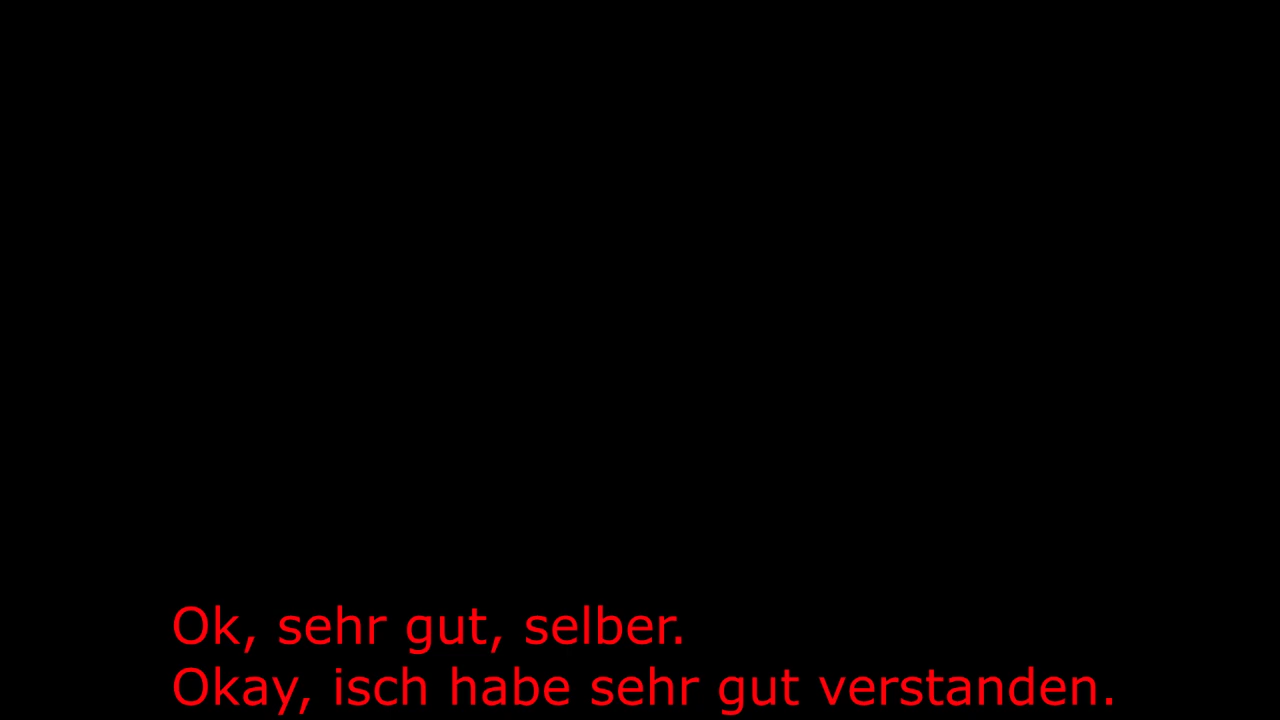 Ok, sehr gut, selber.
Okay, isch habe sehr gut verstanden.